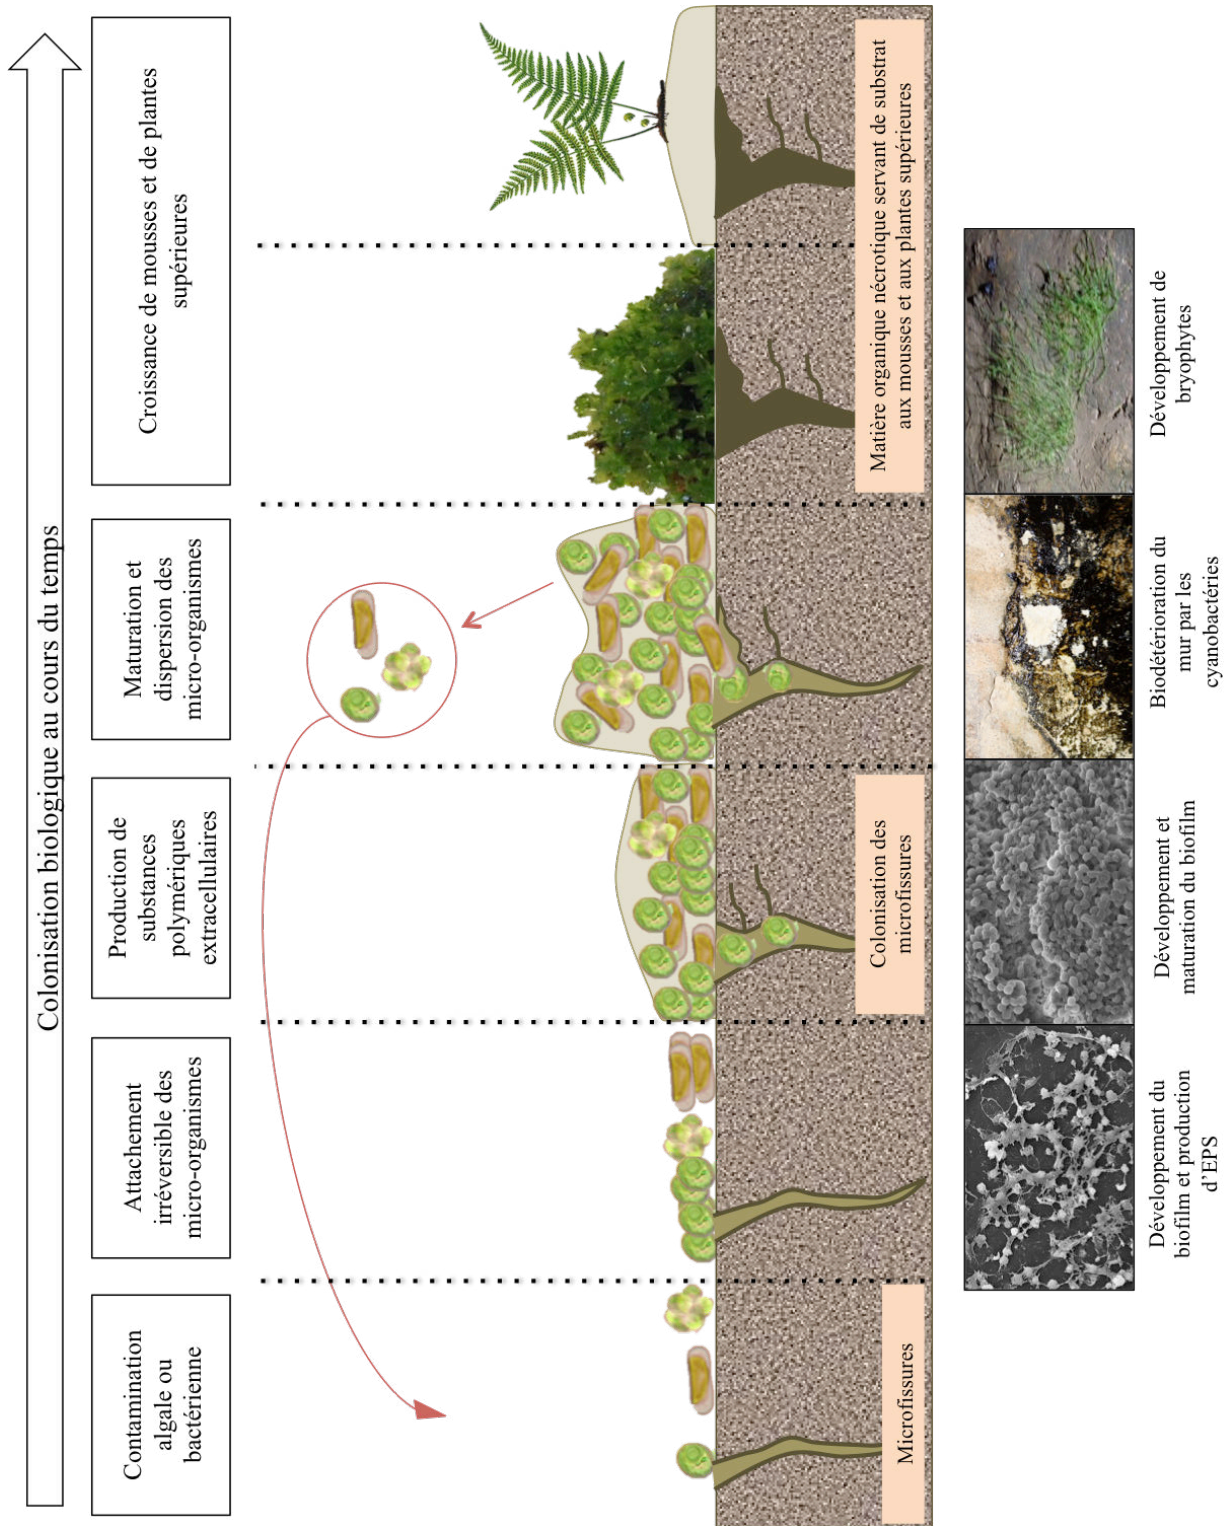 Colonisation biologique au cours du temps
Contamination
algale ou
bactérienne
Attachement
irréversible des
micro-organismes
Production de
substances
polymériques
extracellulaires
Maturation et
dispersion des
micro-organismes
Croissance de mousses et de plantes
supérieures
Microfissures
Colonisation des
microfissures
Matière organique nécrotique servant de substrat
aux mousses et aux plantes supérieures
Développement du
biofilm et production
d’EPS
Développement et
maturation du biofilm
Biodétérioration du
mur par les
cyanobactéries
Développement de
bryophytes